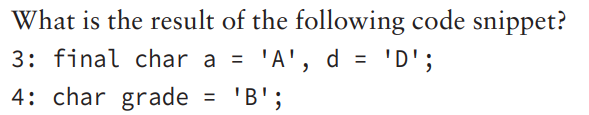 What is the result of the following code snippet?
3: final char a = 'A', d = 'D';
4: char grade = 'B';